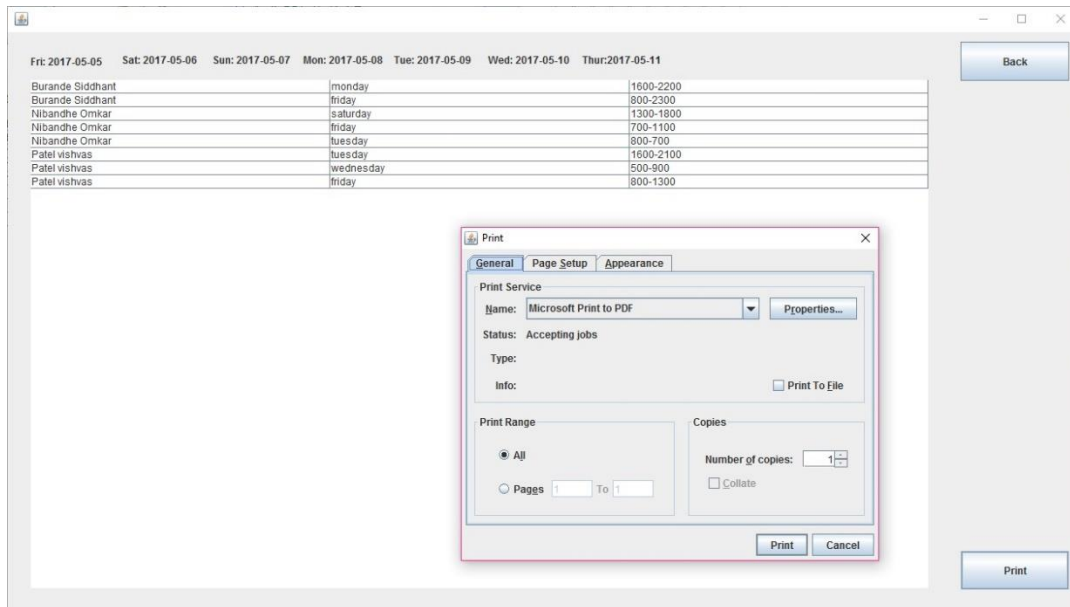 Fri: 2017-05-05 Sat: 2017-05-06 Sun: 2017-05-07 Mon: 2017-05-08 Tue: 2017-05-09 Wed: 2017-05-10 Thur:2017-05-11
Back
Burande Siddhant monday 1600-2200
Burande Siddhant friday 800-2300
Nibandhe Omkar saturday 1300-1800
Nibandhe Omkar friday 700-1100
Nibandhe Omkar tuesday 800-700
Patel vishvas tuesday 1600-2100
Patel vishvas wednesday 500-900
Patel vishvas friday 800-1300
Print
General Page Setup Appearance
Print Service
Name: Microsoft Print to PDF Properties...
Status: Accepting jobs
Type:
Info: Print To File
Print Range
All
Pages 1 To 1
Copies
Number of copies: 1
Collate
Print Cancel
Print